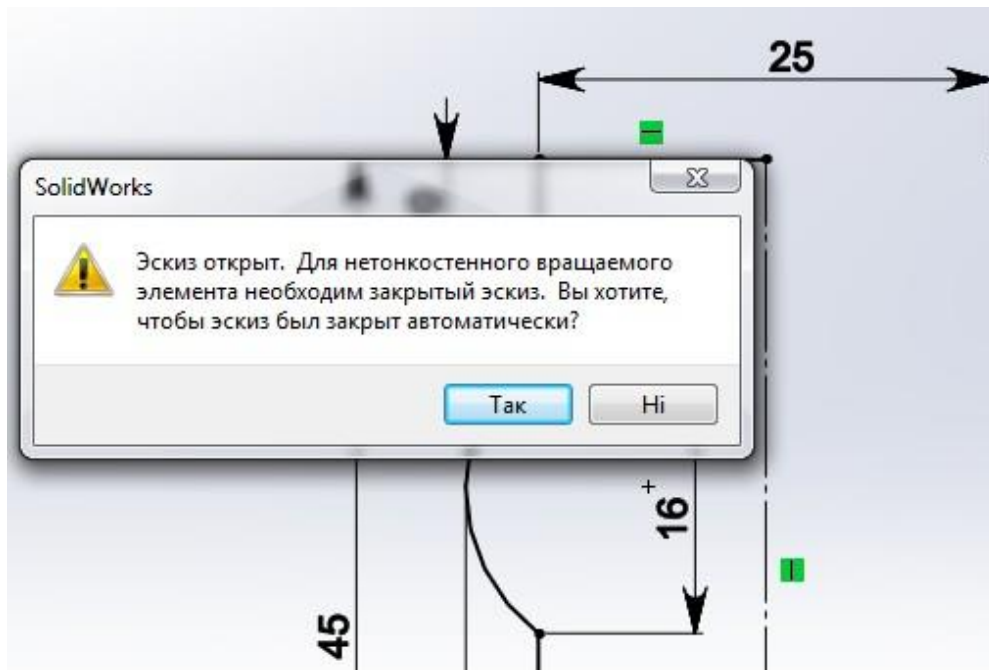 25
SolidWorks
Эскиз открыт. Для нетонкостенного вращаемого
элемента необходим закрытый эскиз. Вы хотите,
чтобы эскиз был закрыт автоматически?
Так
Ні
16
45